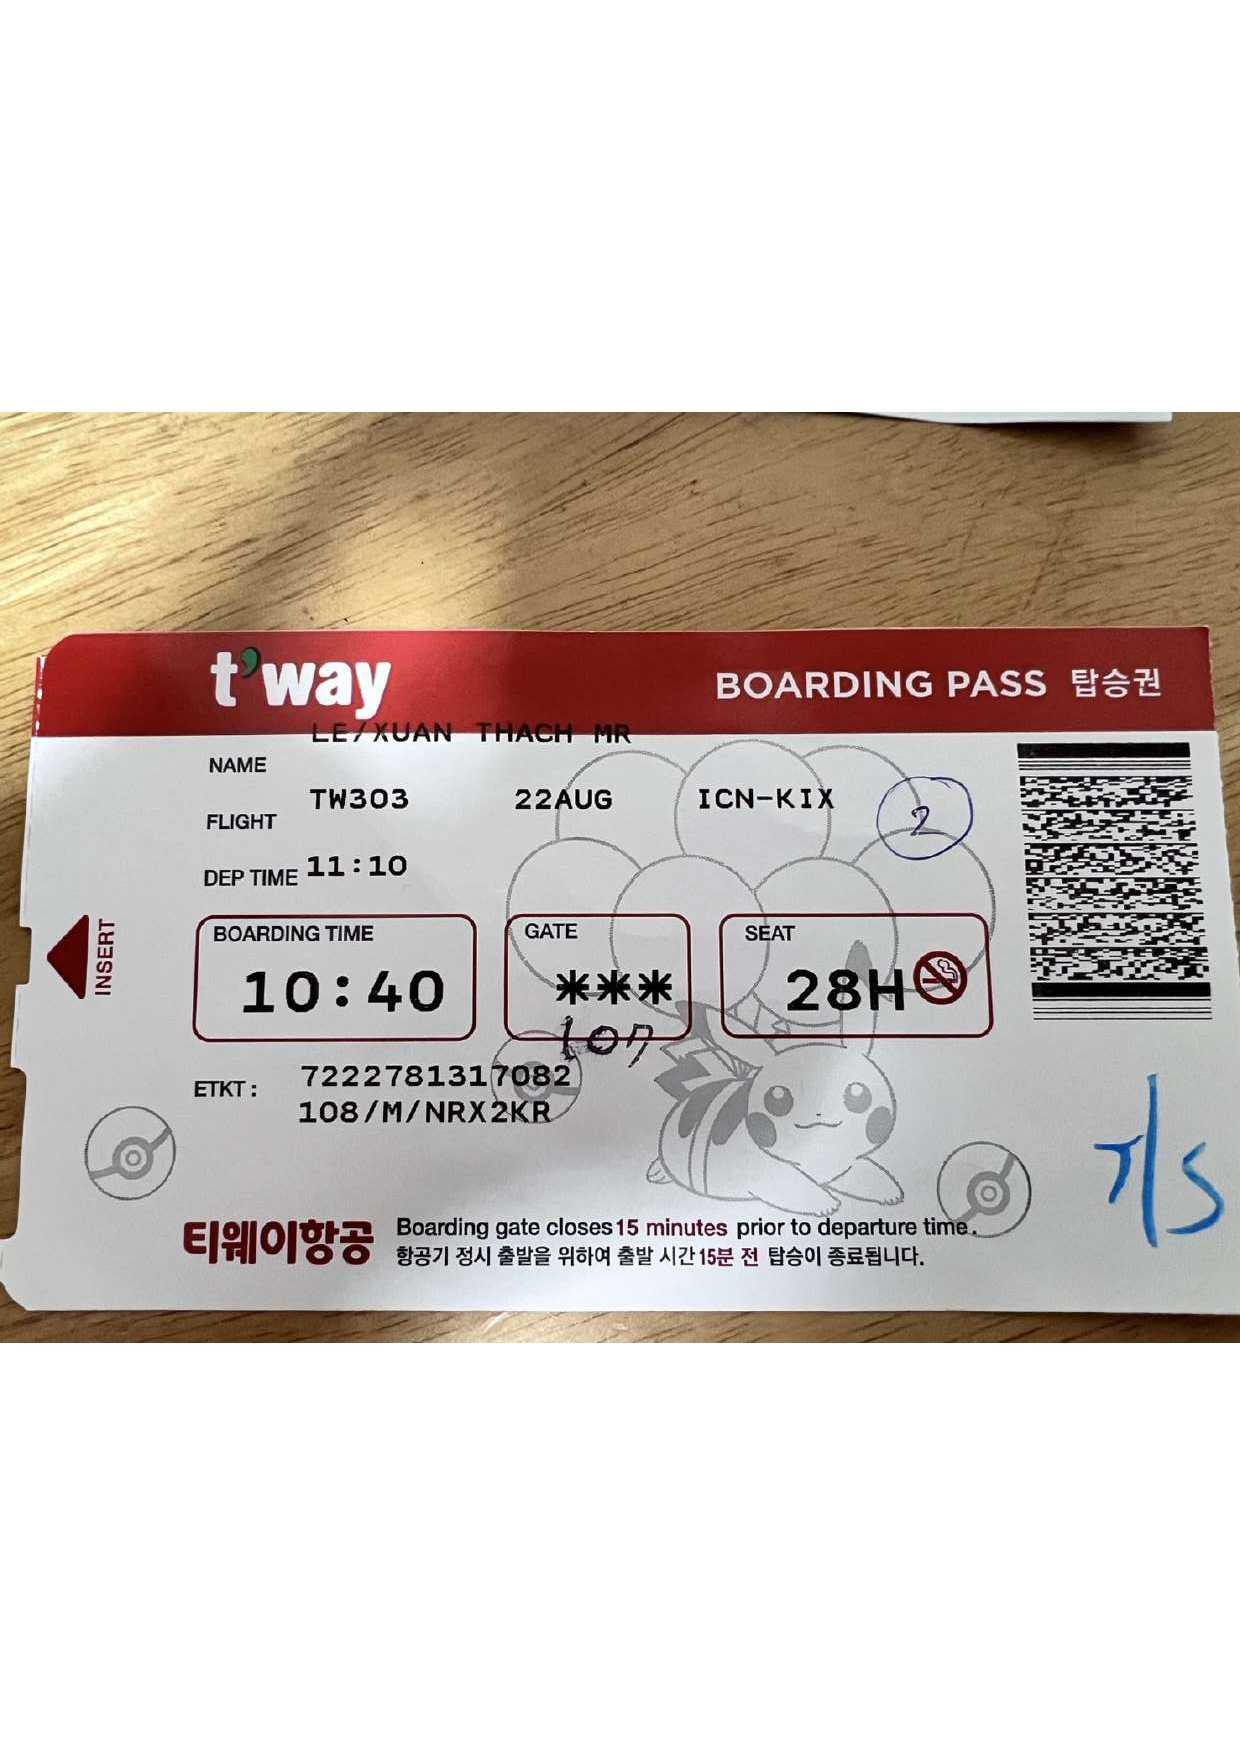 t'way BOARDING PASS 탑승권
LE/XUAN THACH MR
NAME
TW303 22AUG ICN-KIX 2
FLIGHT
DEP TIME 11:10
INSERT
BOARDING TIME GATE SEAT
10:40 *** 28H
107
ETKT: 7222781317082
108/M/NRX2KR
T/S
티웨이항공 Boarding gate closes 15 minutes prior to departure time.
항공기 정시 출발을 위하여 출발 시간 15분 전 탑승이 종료됩니다.